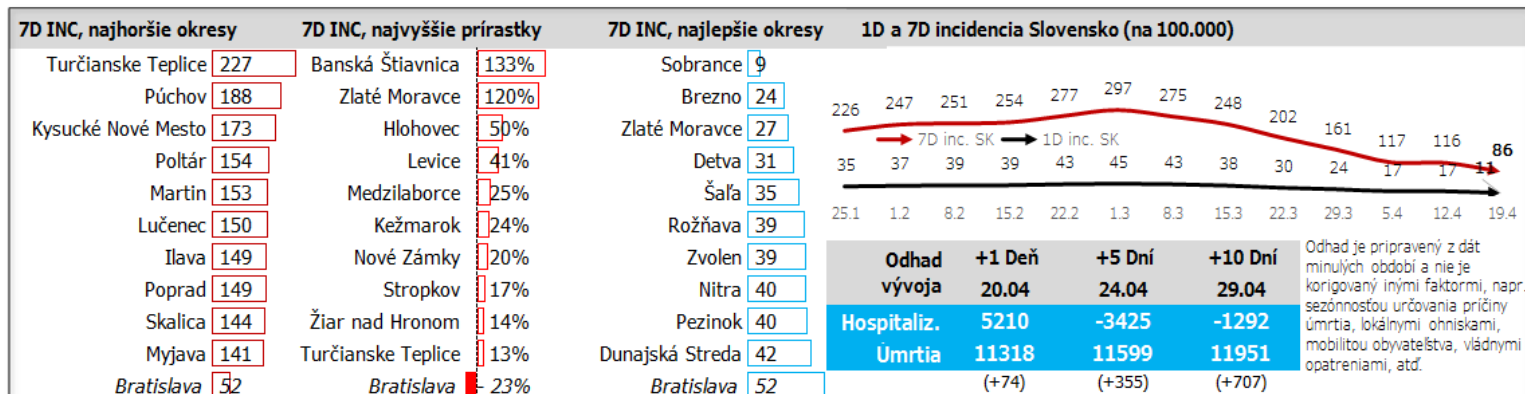 7D INC, najhoršie okresy
Turčianske Teplice 227
Púchov 188
Kysucké Nové Mesto 173
Poltár 154
Martin 153
Lučenec 150
Ilava 149
Poprad 149
Skalica 144
Myjava 141
Bratislava 52
7D INC, najvyššie prírastky
Banská Štiavnica 133%
Zlaté Moravce 120%
Hlohovec 50%
Levice 41%
Medzilaborce 25%
Kežmarok 24%
Nové Zámky 20%
Stropkov 17%
Žiar nad Hronom 14%
Turčianske Teplice 13%
Bratislava - 23%
7D INC, najlepšie okresy
Sobrance 9
Brezno 24
Zlaté Moravce 27
Detva 31
Šaľa 35
Rožňava 39
Zvolen 39
Nitra 40
Pezinok 40
Dunajská Streda 42
Bratislava 52
1D a 7D incidencia Slovensko (na 100.000)
226 247 251 254 277 297 275 248 202 161 117 116 86
7D inc. SK 1D inc. SK
35 37 39 39 43 45 43 38 30 24 17 17 11
25.1 1.2 8.2 15.2 22.2 1.3 8.3 15.3 22.3 29.3 5.4 12.4 19.4
Odhad +1 Deň +5 Dní +10 Dní
vývoja 20.04 24.04 29.04
Hospitaliz. 5210 -3425 -1292
Úmrtia 11318 11599 11951
(+74) (+355) (+707)
Odhad je pripravený z dát
minulých období a nie je
korigovaný inými faktormi, napr.
sezónnosťou určovania príčiny
úmrtia, lokálnymi ohniskami,
mobilitou obyvateľstva, vládnymi
opatreniami, atď.